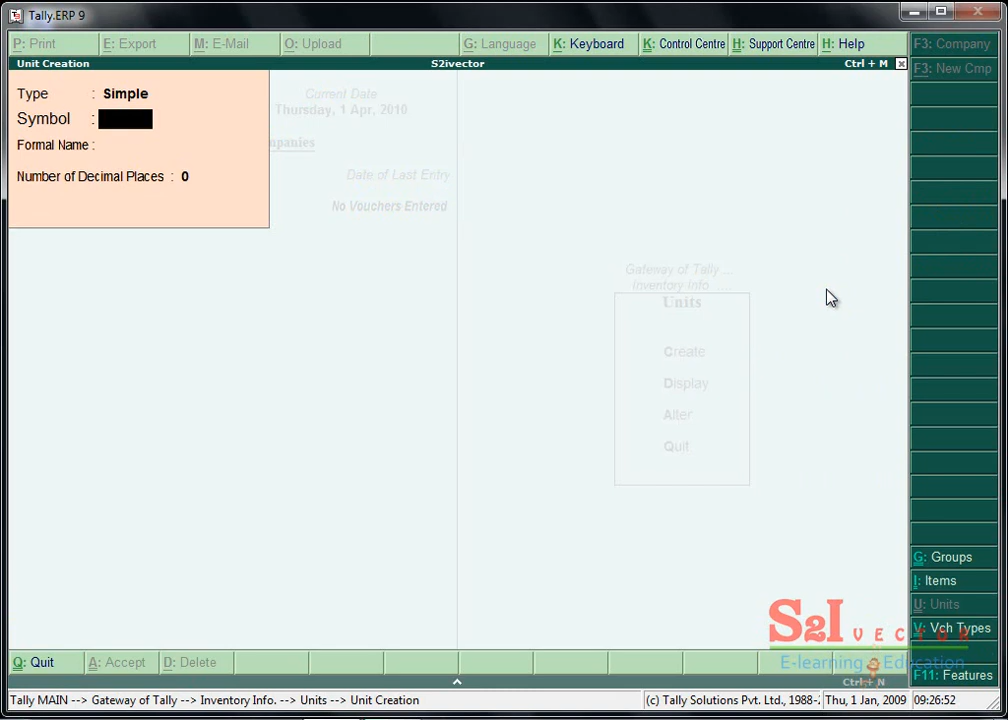 Tally.ERP 9
P: Print E: Export M: E-Mail O: Upload G: Language K: Keyboard K: Control Centre H: Support Centre H: Help F3: Company
Unit Creation S2ivector Ctrl + M F3: New Cmp
Type : Simple
Symbol :
Formal Name :
Number of Decimal Places : 0
Current Date
Thursday, 1 Apr, 2010
mpanies
Date of Last Entry
No Vouchers Entered
Gateway of Tally ...
Inventory Info. .....
Units
Create
Display
Alter
Quit
G: Groups
I: Items
U: Units
V: Vch Types
F11: Features
S2I VECTOR
E-learning Education
Q: Quit A: Accept D: Delete
Ctrl + N
Tally MAIN --> Gateway of Tally --> Inventory Info. --> Units --> Unit Creation (c) Tally Solutions Pvt. Ltd., 1988-2 Thu, 1 Jan, 2009 09:26:52